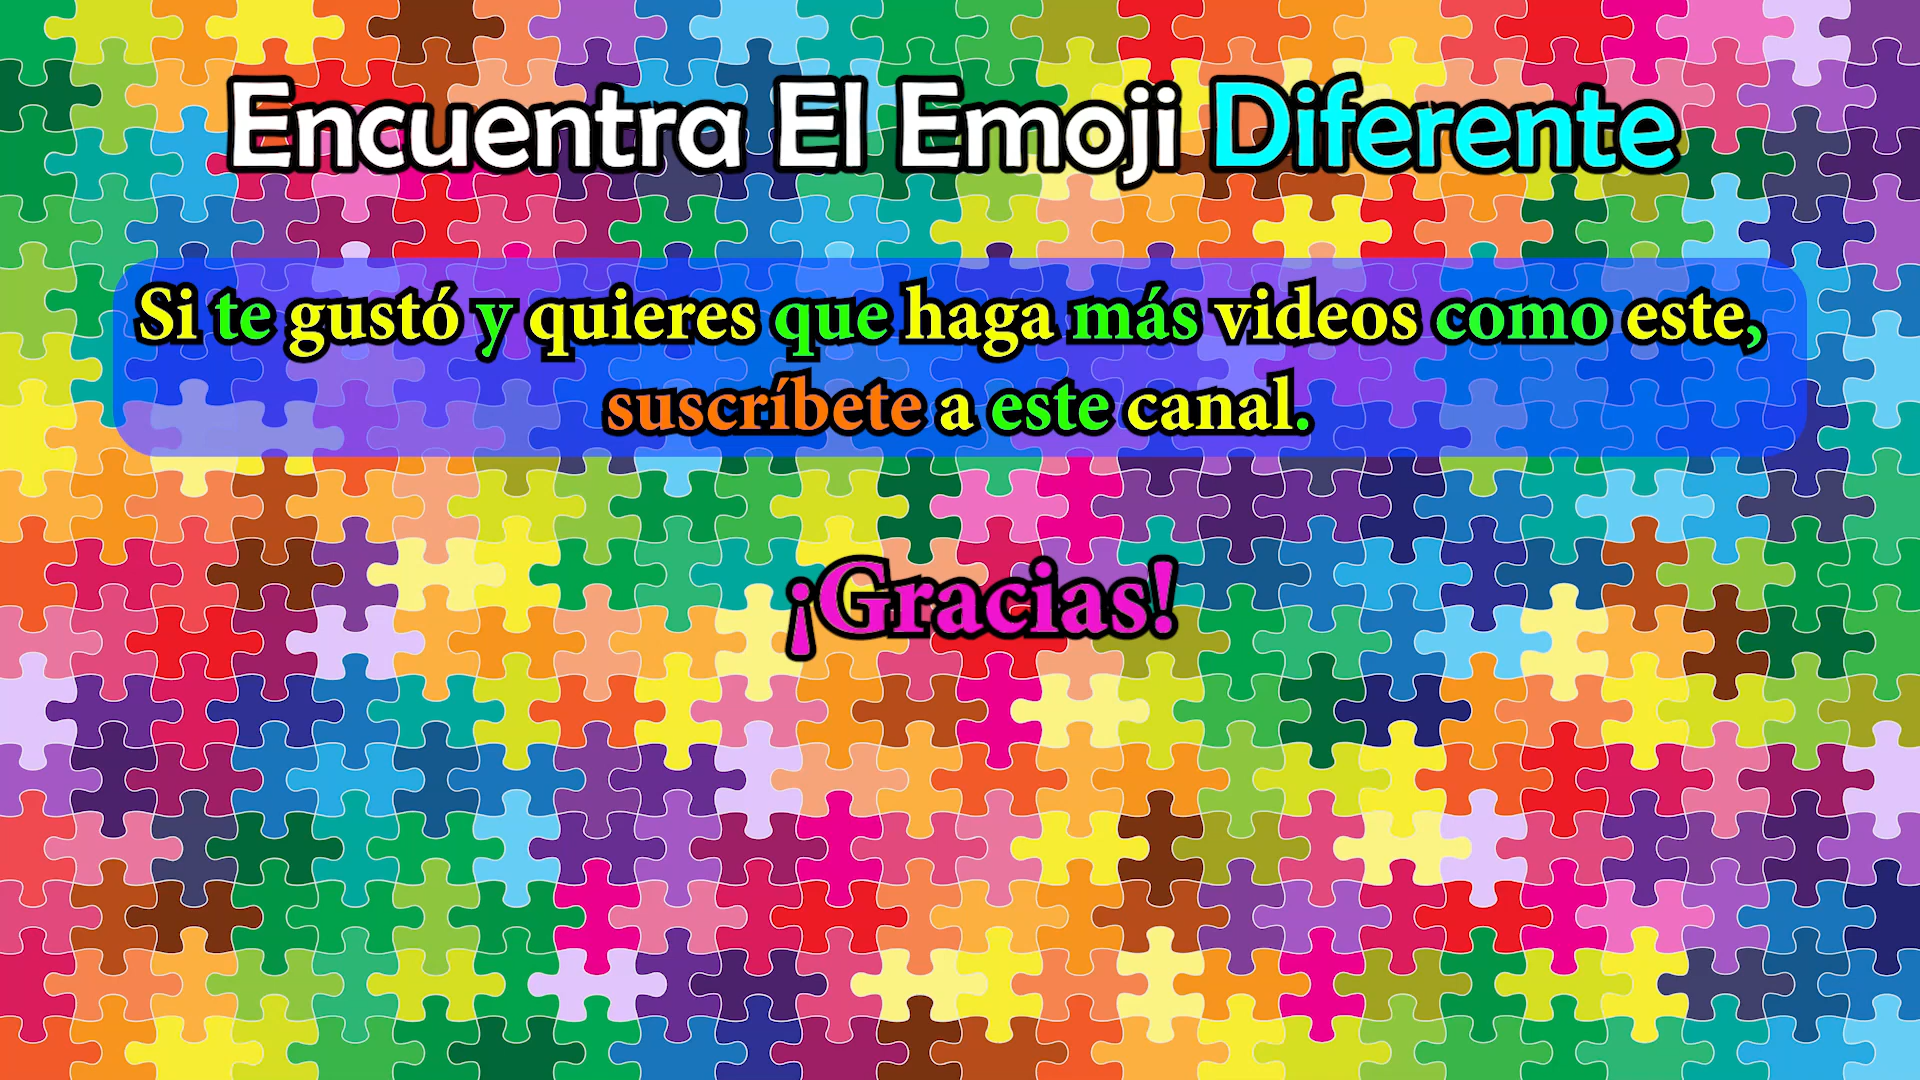 Encuentra El Emoji Diferente
Si te gustó y quieres que haga más videos como este,
suscríbete a este canal.
¡Gracias!